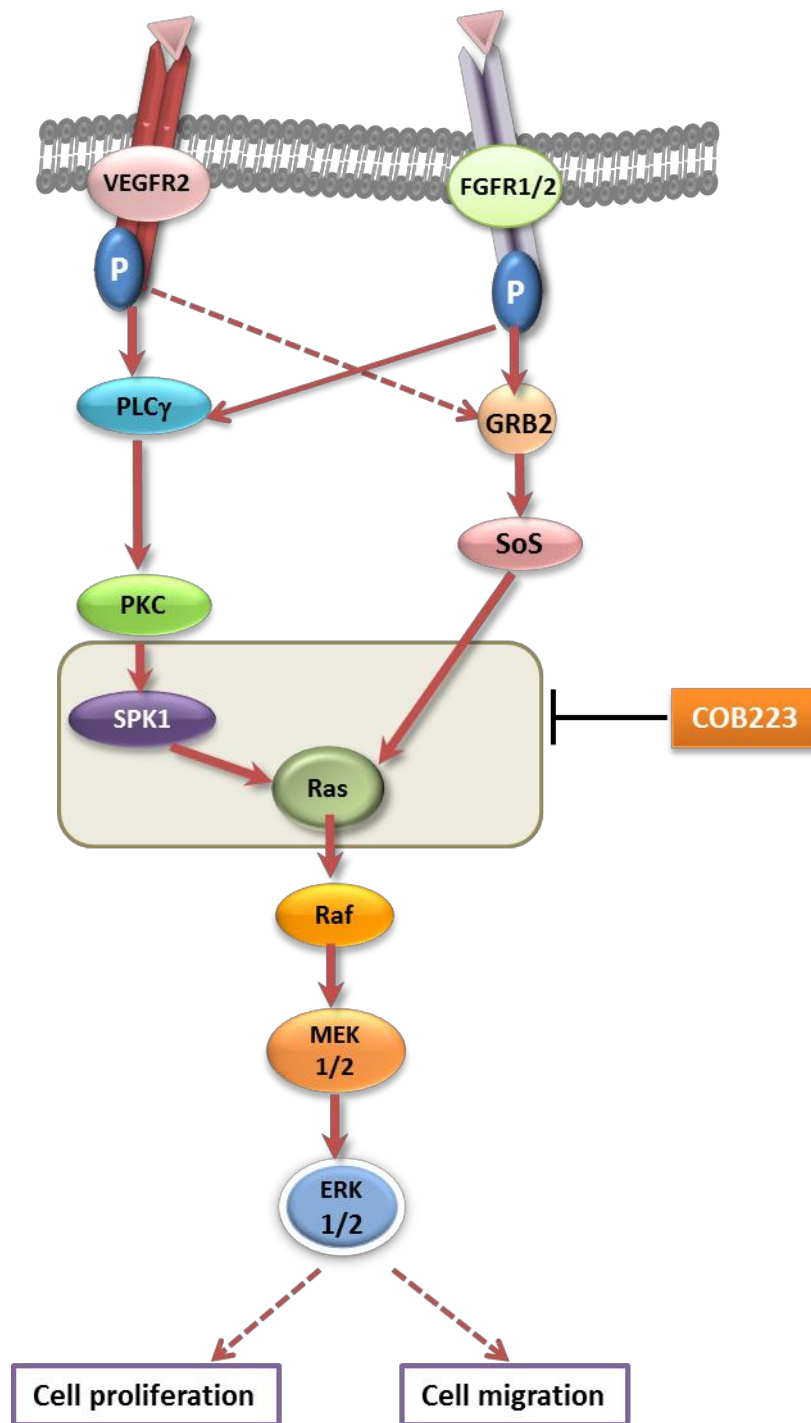 VEGFR2
FGFR1/2
P
P
PLCγ
GRB2
SoS
PKC
SPK1
COB223
Ras
Raf
MEK
1/2
ERK
1/2
Cell proliferation
Cell migration